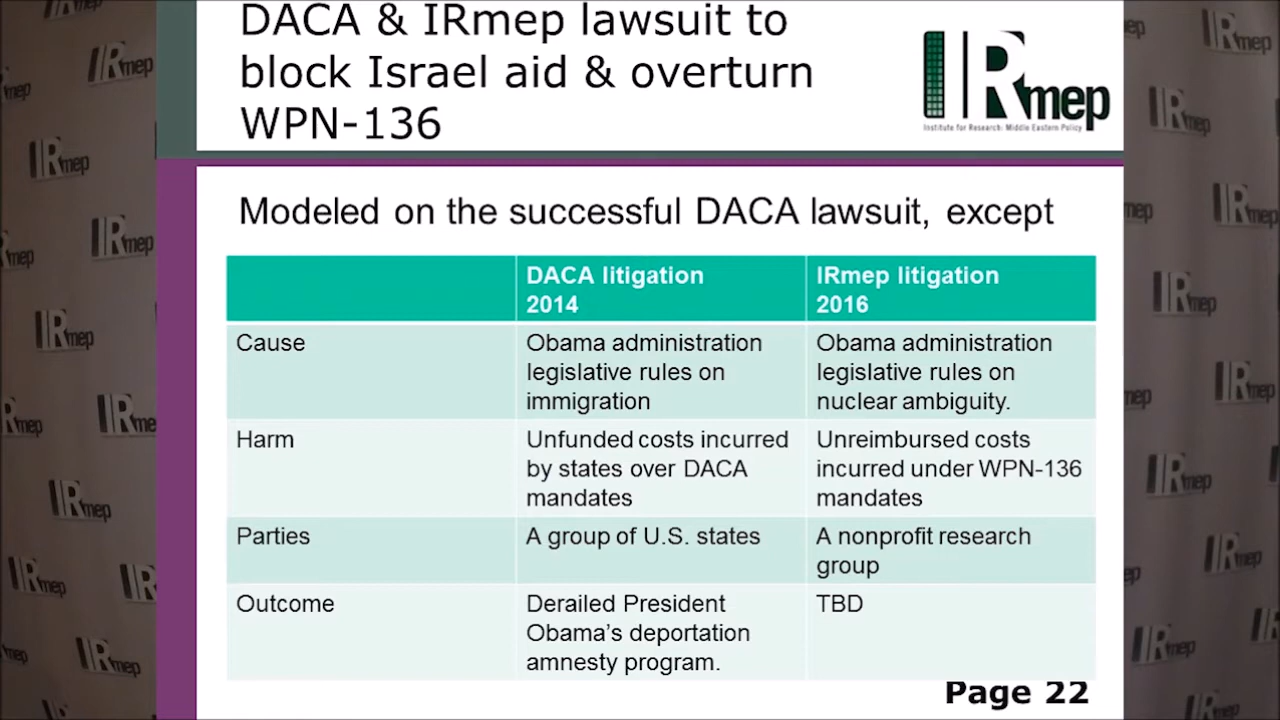 DACA & IRmep lawsuit to
block Israel aid & overturn
WPN-136
IRmep
Institute for Research: Middle Eastern Policy
Modeled on the successful DACA lawsuit, except
DACA litigation
2014
IRmep litigation
2016
Cause
Obama administration
legislative rules on
immigration
Obama administration
legislative rules on
nuclear ambiguity.
Harm
Unfunded costs incurred
by states over DACA
mandates
Unreimbursed costs
incurred under WPN-136
mandates
Parties
A group of U.S. states
A nonprofit research
group
Outcome
Derailed President
Obama's deportation
amnesty program.
TBD
Page 22